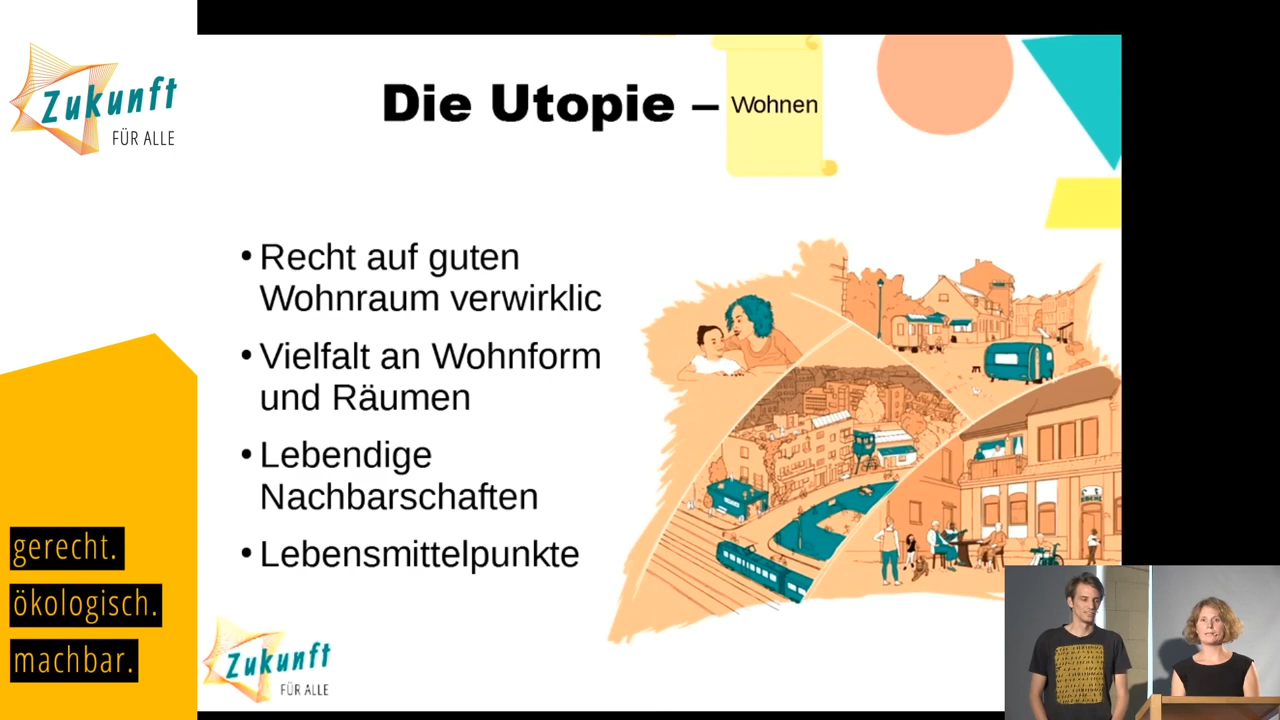 Zukunft
FÜR ALLE
gerecht.
ökologisch.
machbar.
Die Utopie – Wohnen
• Recht auf guten
Wohnraum verwirklic
• Vielfalt an Wohnform
und Räumen
• Lebendige
Nachbarschaften
• Lebensmittelpunkte
Zukunft
FÜR ALLE